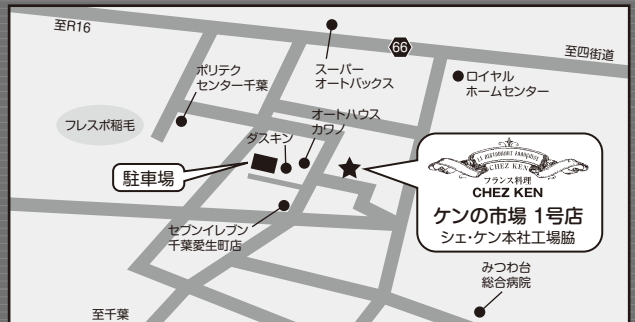 至R16
66
至四街道
ポリテク
センター千葉
スーパー
オートバックス
ロイヤル
ホームセンター
フレスポ稲毛
オートハウス
カワノ
ダスキン
駐車場
LE RESTAURANT FRANÇAISE
CHEZ KEN
フランス料理
CHEZ KEN
ケンの市場 1号店
シェ・ケン本社工場脇
セブンイレブン
千葉愛生町店
みつわ台
総合病院
至千葉